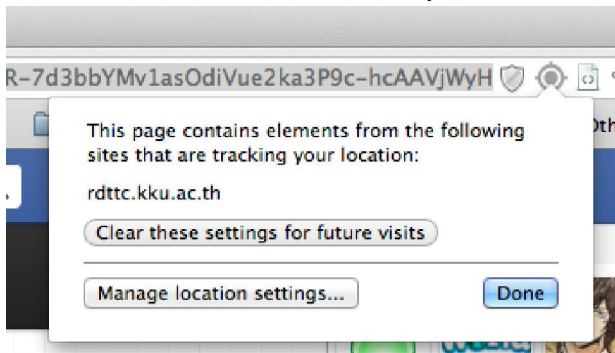 R-7d3bbYMv1asOdiVue2ka3P9c-hcAAVjWyH
This page contains elements from the following
sites that are tracking your location:
rdttc.kku.ac.th
Clear these settings for future visits
Manage location settings...
Done